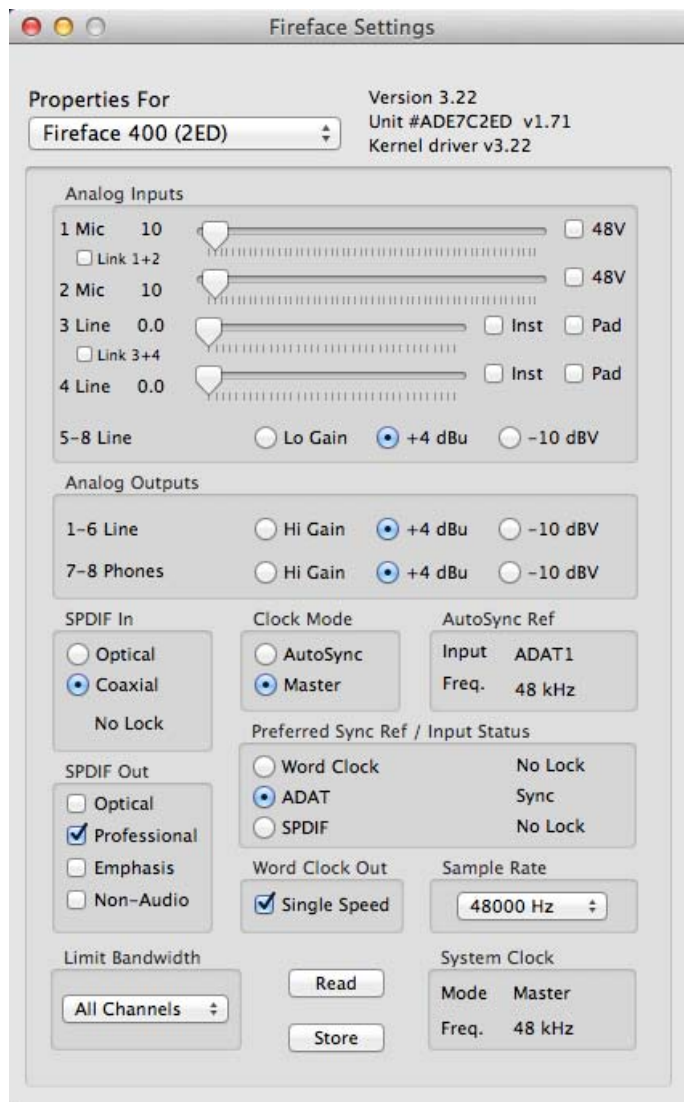 Fireface Settings
Properties For
Fireface 400 (2ED)
Version 3.22
Unit #ADE7C2ED v1.71
Kernel driver v3.22
Analog Inputs
1 Mic 10 48V
Link 1+2
2 Mic 10 48V
3 Line 0.0 Inst Pad
Link 3+4
4 Line 0.0 Inst Pad
5-8 Line Lo Gain +4 dBu -10 dBV
Analog Outputs
1-6 Line Hi Gain +4 dBu -10 dBV
7-8 Phones Hi Gain +4 dBu -10 dBV
SPDIF In
Optical
Coaxial
No Lock
Clock Mode
AutoSync
Master
AutoSync Ref
Input ADAT1
Freq. 48 kHz
Preferred Sync Ref / Input Status
Word Clock No Lock
ADAT Sync
SPDIF No Lock
SPDIF Out
Optical
Professional
Emphasis
Non-Audio
Word Clock Out
Single Speed
Sample Rate
48000 Hz
Limit Bandwidth
All Channels
Read
Store
System Clock
Mode Master
Freq. 48 kHz